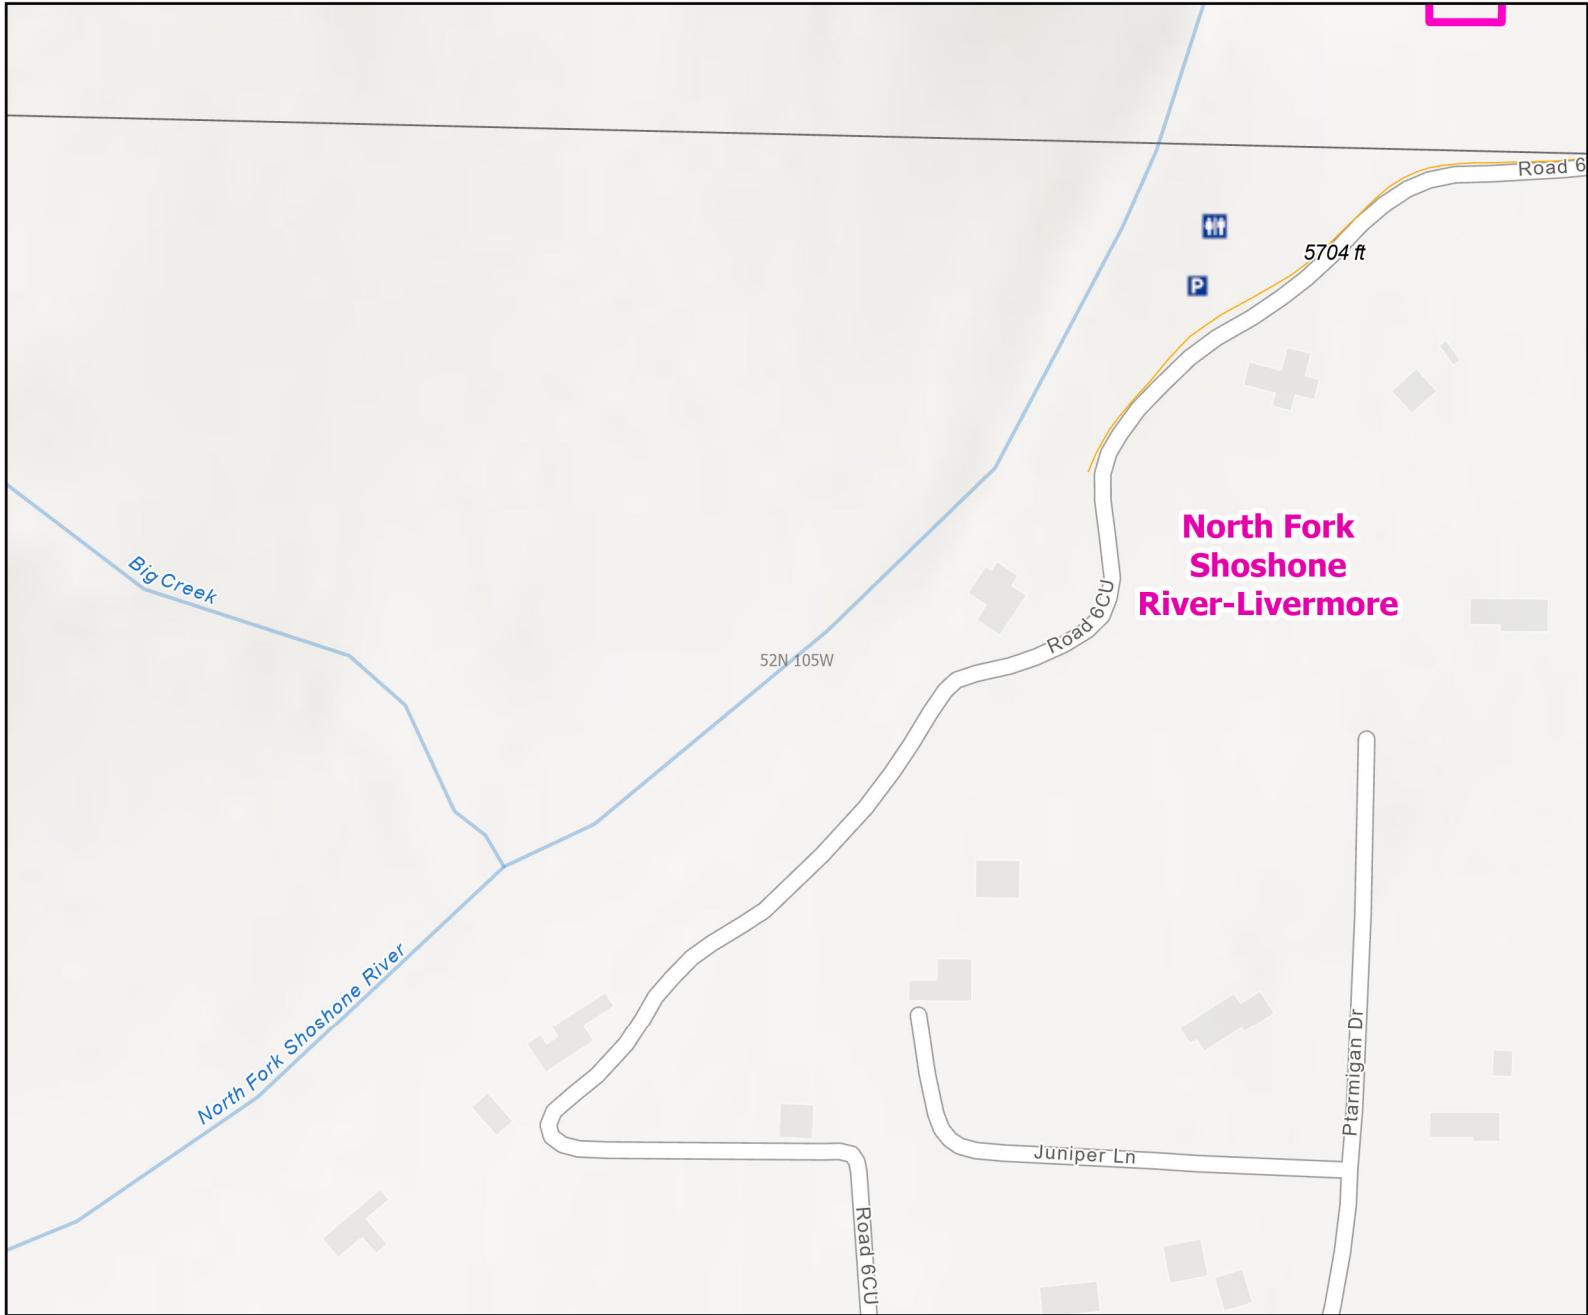 Road 6
5704 ft
P
North Fork
Shoshone
River-Livermore
Big Creek
Road 6CU
52N 105W
North Fork Shoshone River
Ptarmigan Dr
Juniper Ln
Road 6CU